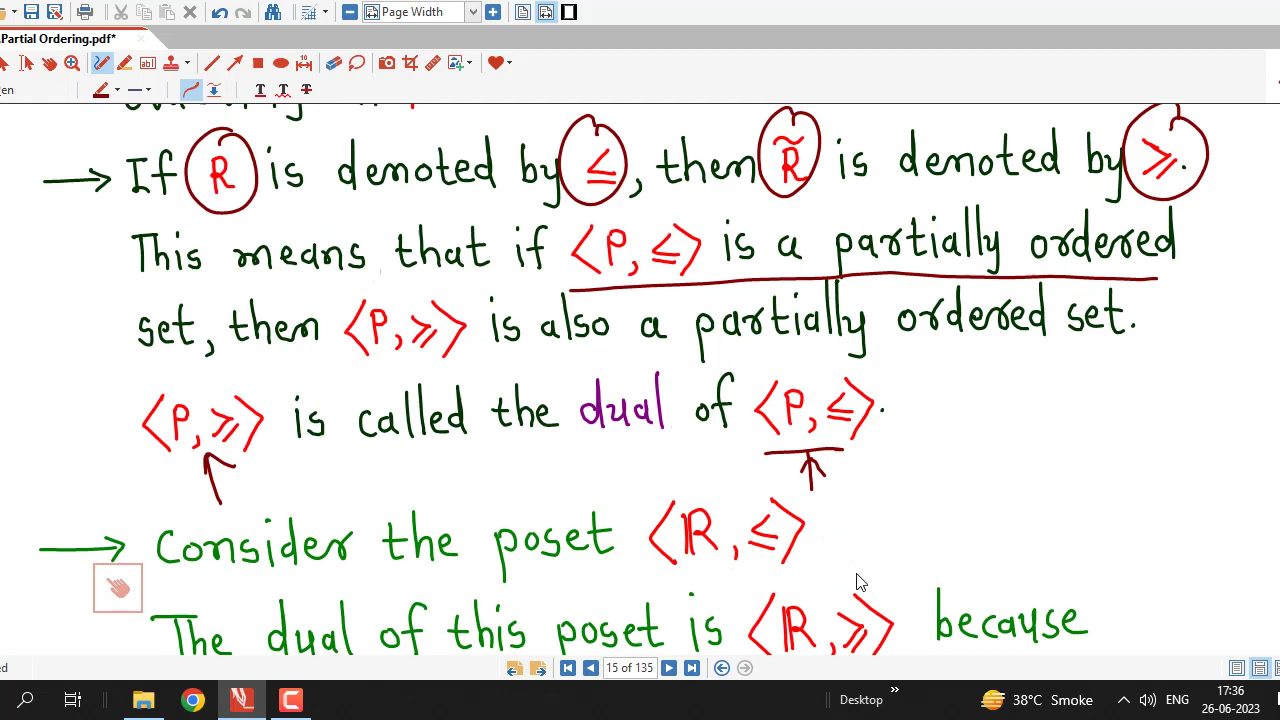 Page Width
.Partial Ordering.pdf*
en
If R is denoted by ≤, then R̃ is denoted by ≥.
This means that if ⟨P, ≤⟩ is a partially ordered
set, then ⟨P, ≥⟩ is also a partially ordered set.
⟨P, ≥⟩ is called the dual of ⟨P, ≤⟩.
→ Consider the poset ⟨ℝ, ≤⟩
The dual of this poset is ⟨ℝ, ≥⟩ because
15 of 135
Desktop
38°C Smoke
ENG
17:36
26-06-2023